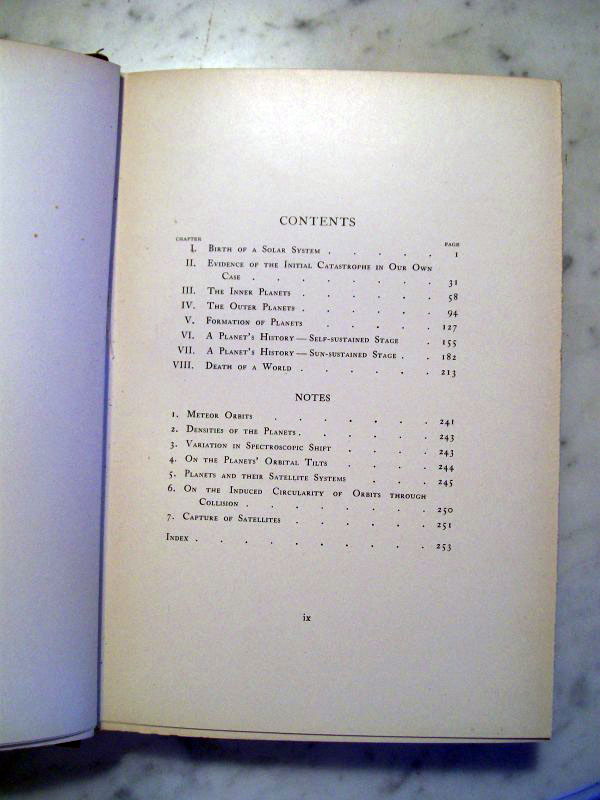 CONTENTS
CHAPTER PAGE
I. Birth of a Solar System . . . . . 1
II. Evidence of the Initial Catastrophe in Our Own
Case . . . . . . . . 31
III. The Inner Planets . . . . . . 58
IV. The Outer Planets . . . . . . 94
V. Formation of Planets . . . . . 127
VI. A Planet's History — Self-sustained Stage . 155
VII. A Planet's History — Sun-sustained Stage . . 182
VIII. Death of a World . . . . . . 213
NOTES
1. Meteor Orbits . . . . . . . 241
2. Densities of the Planets . . . . . . 243
3. Variation in Spectroscopic Shift . . . . 243
4. On the Planets' Orbital Tilts . . . . 244
5. Planets and their Satellite Systems . . . 245
6. On the Induced Circularity of Orbits through
Collision . . . . . . . . 250
7. Capture of Satellites . . . . . . 251
Index . . . . . . . . . . . 253
ix